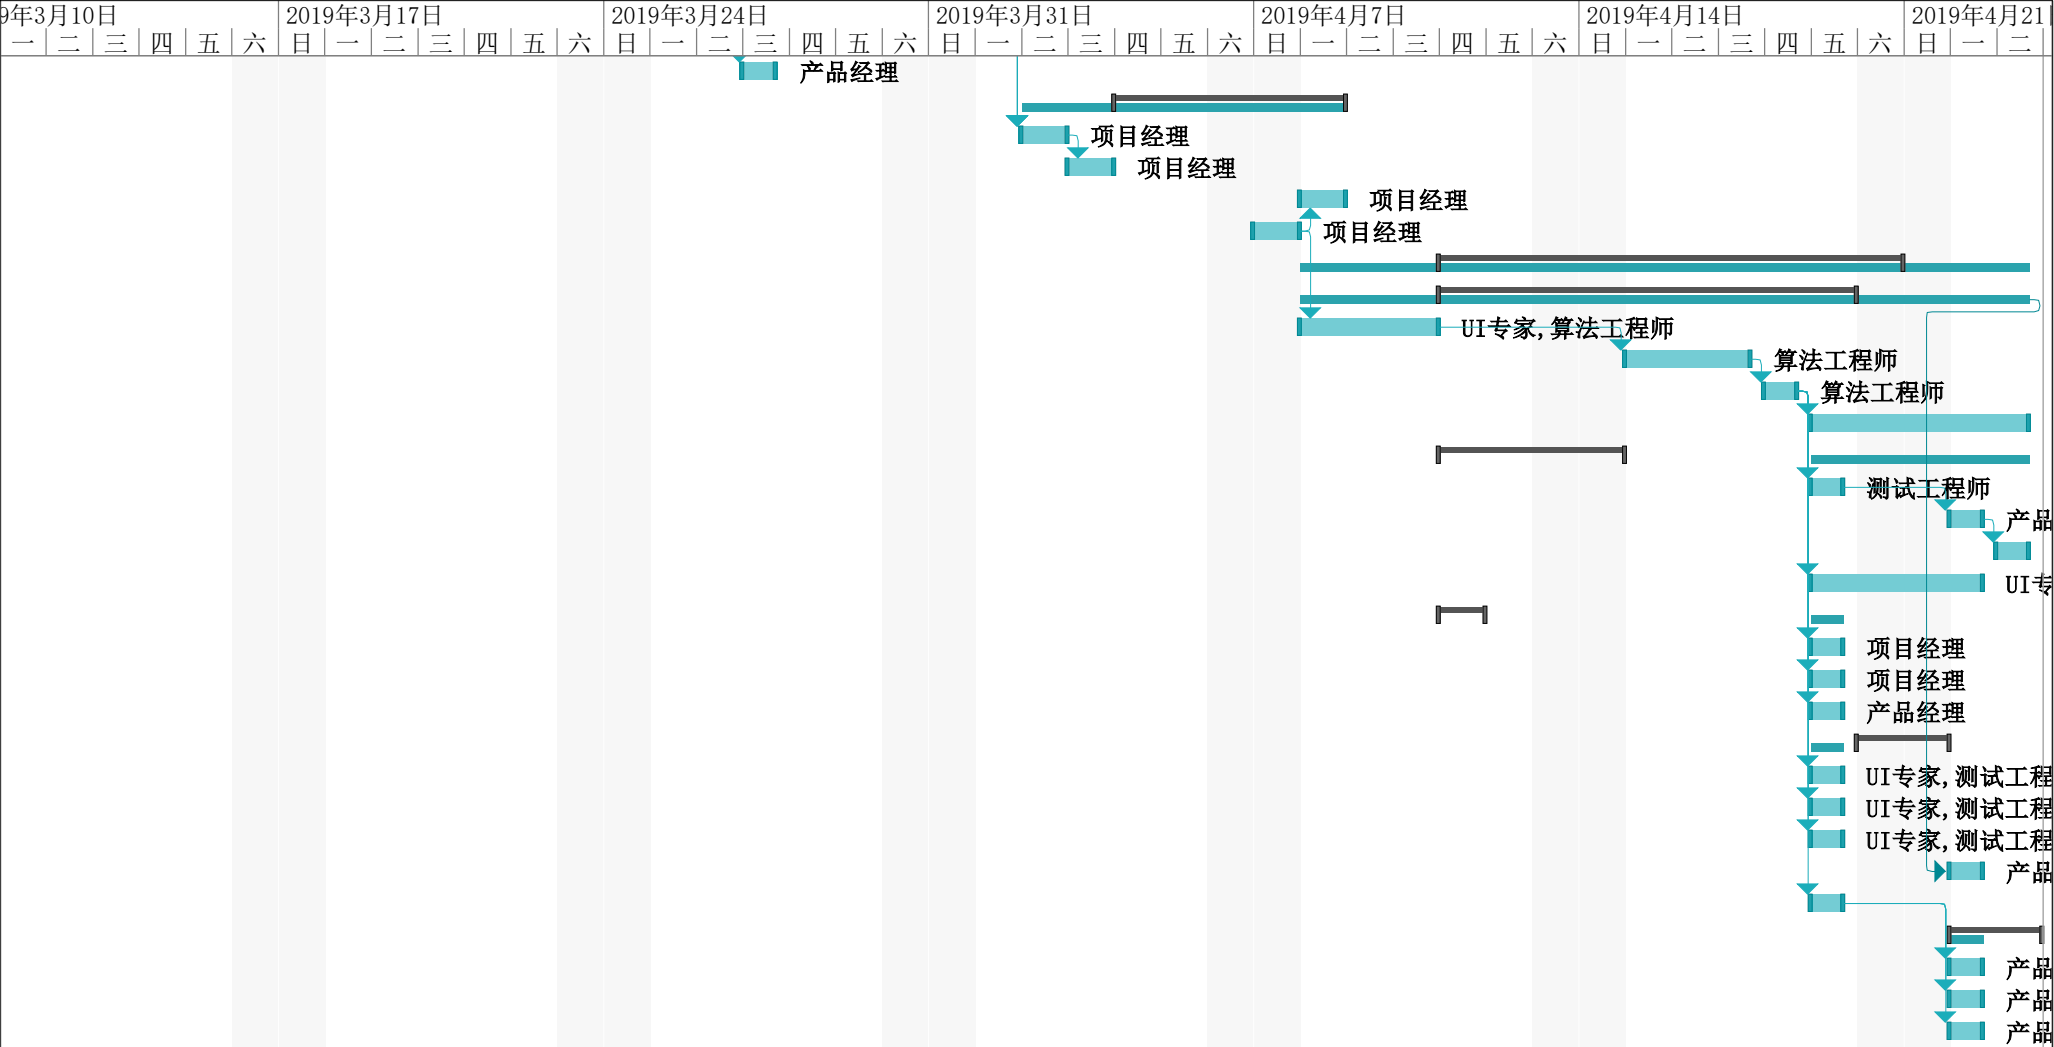 9年3月10日 2019年3月17日 2019年3月24日 2019年3月31日 2019年4月7日 2019年4月14日 2019年4月21
一 二 三 四 五 六 日 一 二 三 四 五 六 日 一 二 三 四 五 六 日 一 二 三 四 五 六 日 一 二 三 四 五 六 日 一 二 三 四 五 六 日 一 二
产品经理
项目经理
项目经理
项目经理
项目经理
UI专家,算法工程师
算法工程师
算法工程师
测试工程师
产品
UI专
项目经理
项目经理
产品经理
UI专家,测试工程
UI专家,测试工程
UI专家,测试工程
产品
产品
产品
产品